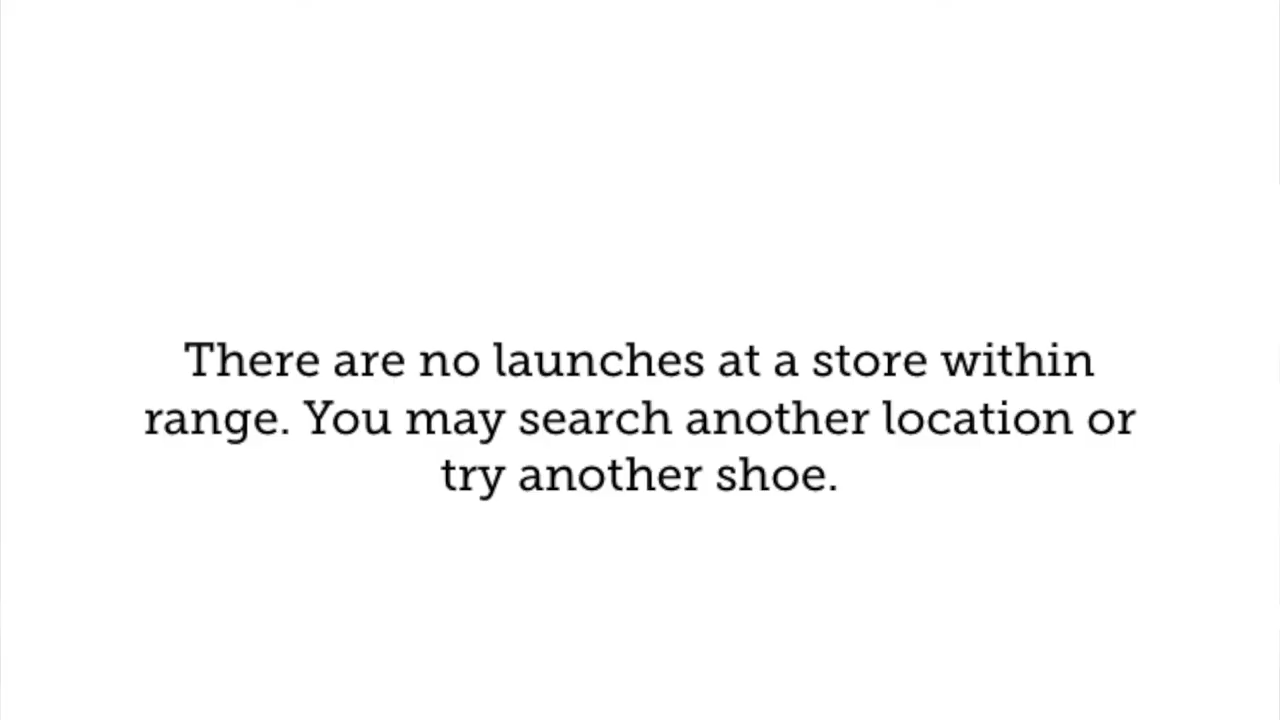 There are no launches at a store within
range. You may search another location or
try another shoe.